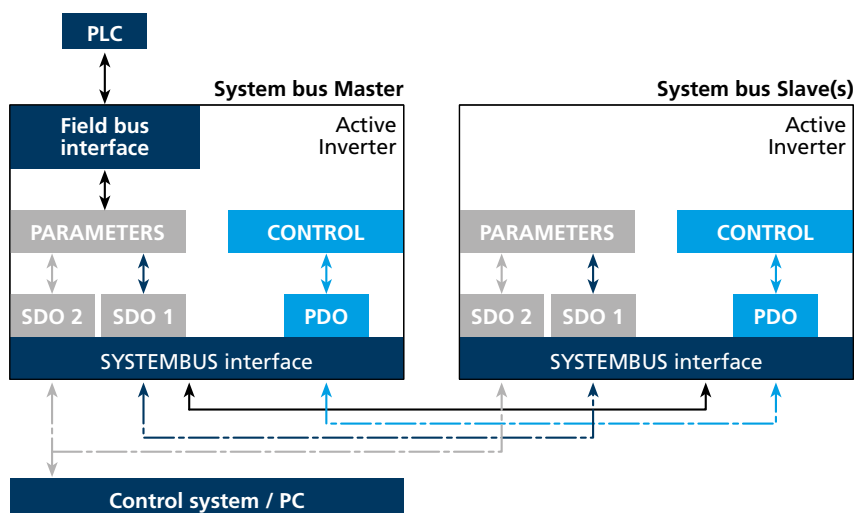 PLC
System bus Master
System bus Slave(s)
Field bus
interface
Active
Inverter
Active
Inverter
PARAMETERS
CONTROL
PARAMETERS
CONTROL
SDO 2
SDO 1
PDO
SDO 2
SDO 1
PDO
SYSTEMBUS interface
SYSTEMBUS interface
Control system / PC